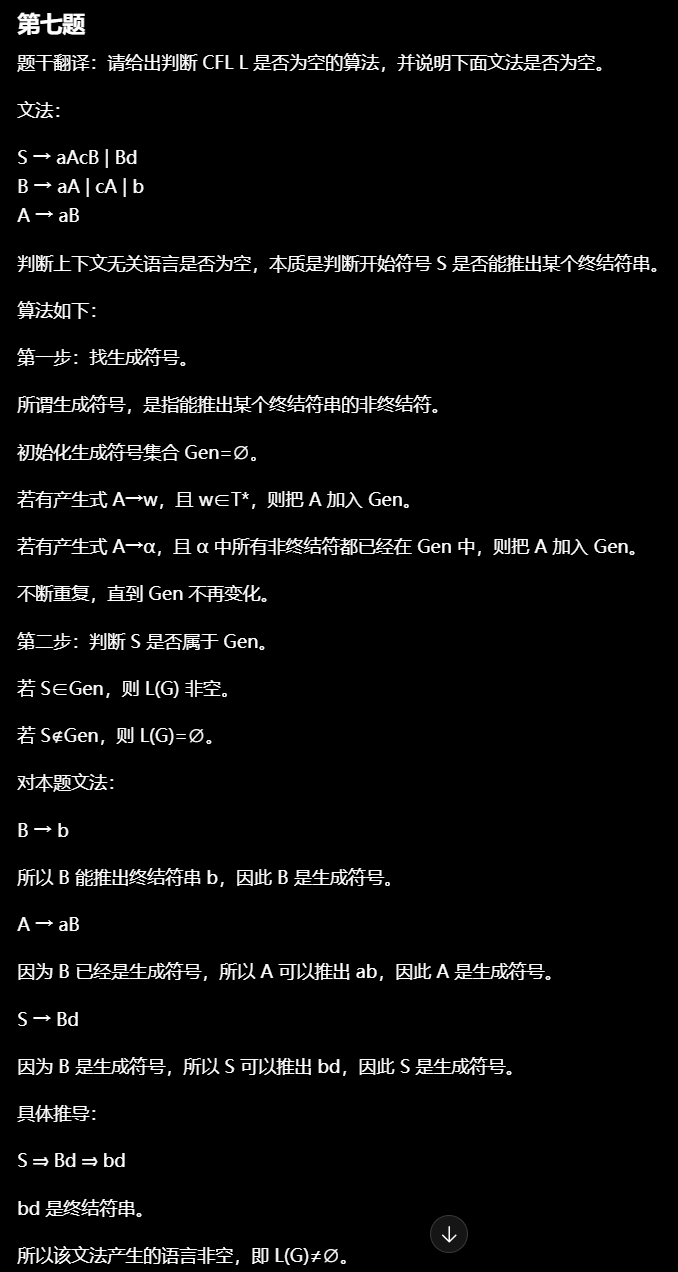 第七题
题干翻译：请给出判断 CFL L 是否为空的算法，并说明下面文法是否为空。
文法：
S → aAcB | Bd
B → aA | cA | b
A → aB
判断上下文无关语言是否为空，本质是判断开始符号 S 是否能推出某个终结符串。
算法如下：
第一步：找生成符号。
所谓生成符号，是指能推出某个终结符串的非终结符。
初始化生成符号集合 Gen=∅。
若有产生式 A→w，且 w∈T*，则把 A 加入 Gen。
若有产生式 A→α，且 α 中所有非终结符都已经在 Gen 中，则把 A 加入 Gen。
不断重复，直到 Gen 不再变化。
第二步：判断 S 是否属于 Gen。
若 S∈Gen，则 L(G) 非空。
若 S∉Gen，则 L(G)=∅。
对本题文法：
B → b
所以 B 能推出终结符串 b，因此 B 是生成符号。
A → aB
因为 B 已经是生成符号，所以 A 可以推出 ab，因此 A 是生成符号。
S → Bd
因为 B 是生成符号，所以 S 可以推出 bd，因此 S 是生成符号。
具体推导：
S ⇒ Bd ⇒ bd
bd 是终结符串。
所以该文法产生的语言非空，即 L(G)≠∅。